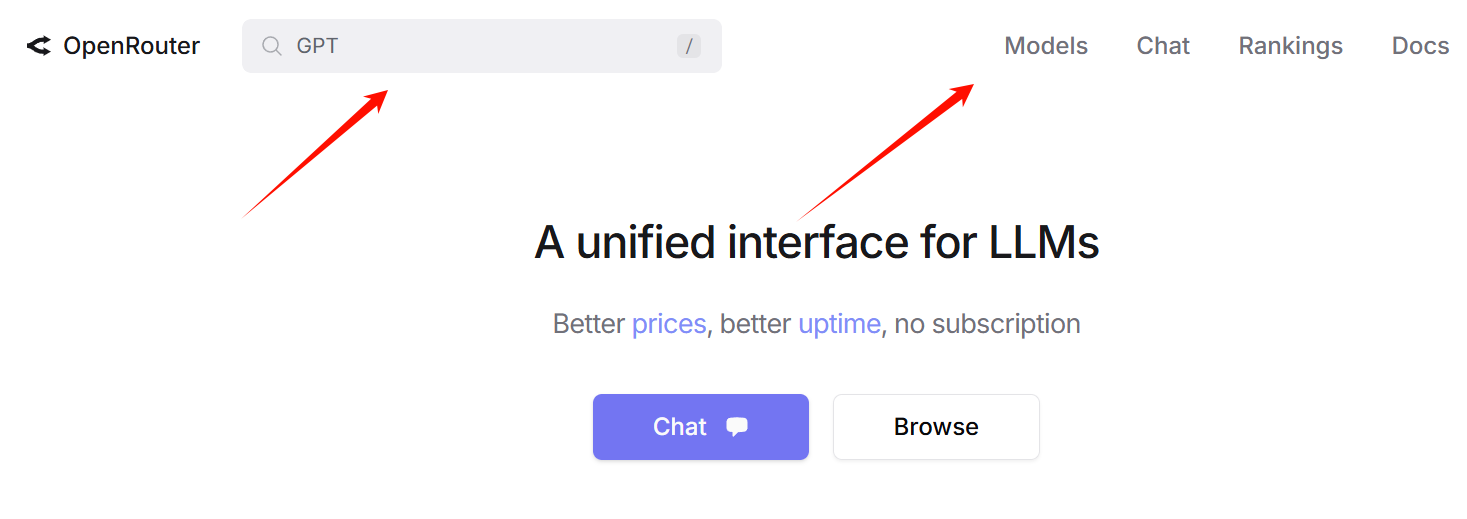 OpenRouter GPT / Models Chat Rankings Docs
A unified interface for LLMs
Better prices, better uptime, no subscription
Chat Browse